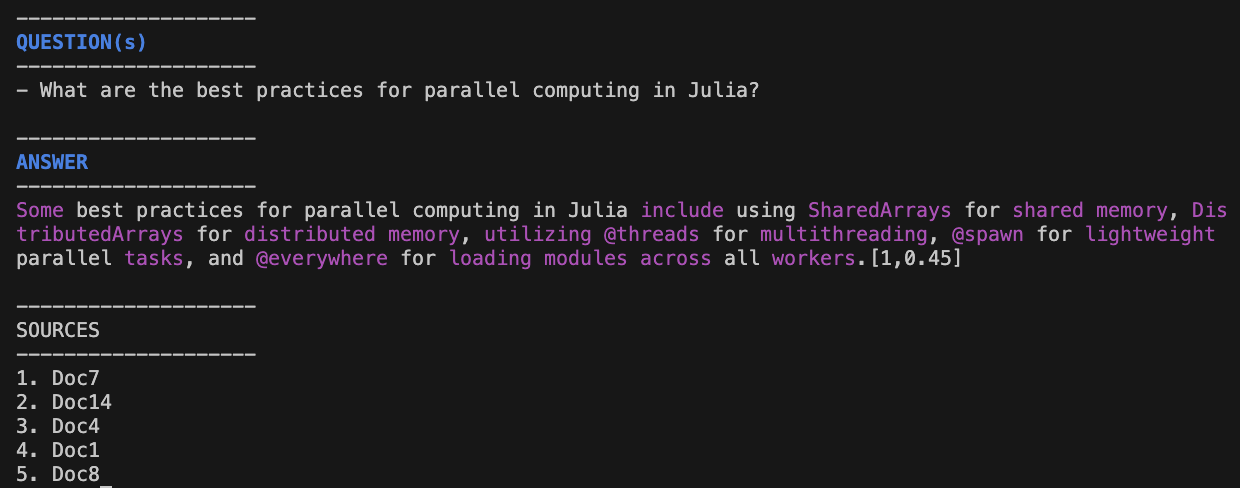 --------------------
QUESTION(s)
--------------------
- What are the best practices for parallel computing in Julia?
--------------------
ANSWER
--------------------
Some best practices for parallel computing in Julia include using SharedArrays for shared memory, Dis
tributedArrays for distributed memory, utilizing @threads for multithreading, @spawn for lightweight
parallel tasks, and @everywhere for loading modules across all workers.[1,0.45]
--------------------
SOURCES
--------------------
1. Doc7
2. Doc14
3. Doc4
4. Doc1
5. Doc8_